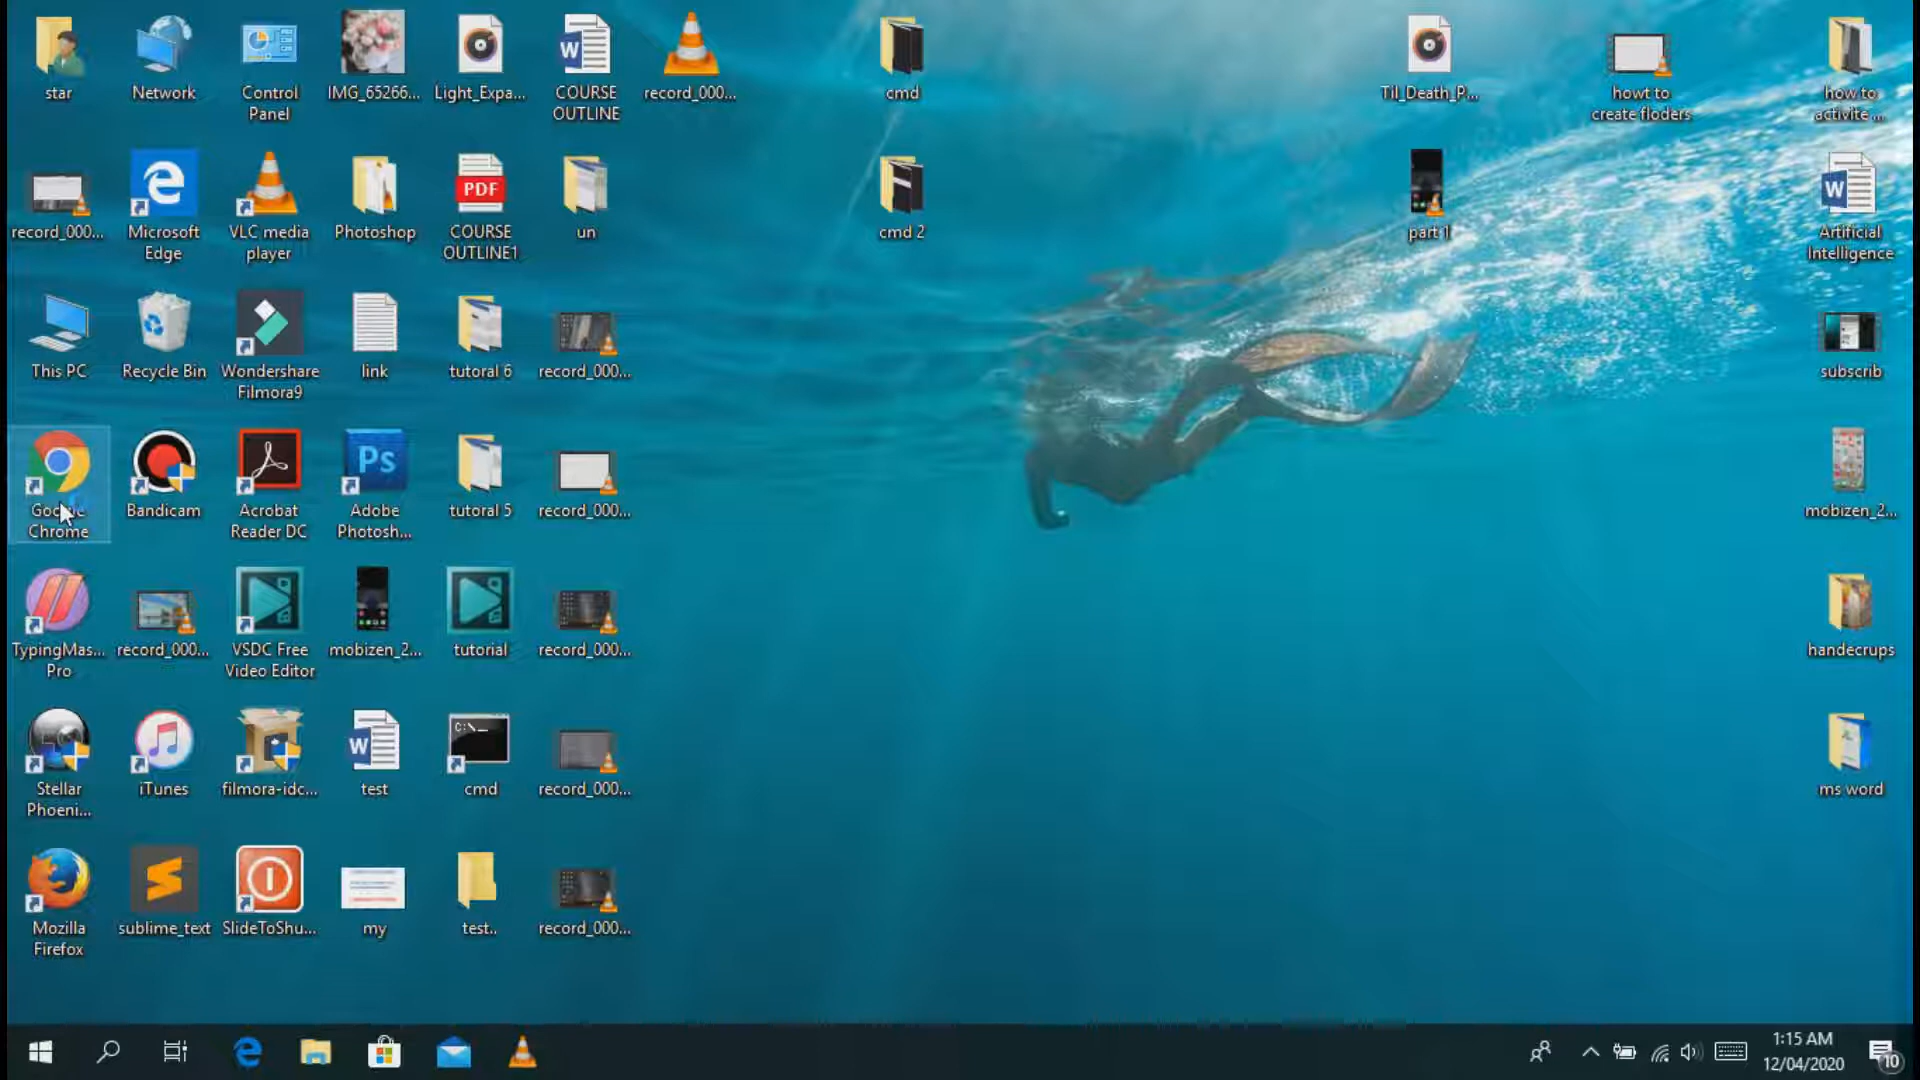 star
Network
Control
Panel
IMG_65266...
Light_Expa...
COURSE
OUTLINE
record_000...
cmd
Til_Death_P...
howt to
create floders
how to
activite ...
record_000...
Microsoft
Edge
VLC media
player
Photoshop
PDF
COURSE
OUTLINE1
un
cmd 2
part 1
Artificial
Intelligence
This PC
Recycle Bin
Wondershare
Filmora9
link
tutoral 6
record_000...
subscrib
Google
Chrome
Bandicam
Acrobat
Reader DC
Ps
Adobe
Photosh...
tutoral 5
record_000...
mobizen_2...
TypingMas...
Pro
record_000...
VSDC Free
Video Editor
mobizen_2...
tutorial
record_000...
handecrups
Stellar
Phoeni...
iTunes
filmora-idc...
W
test
C:\_
cmd
record_000...
ms word
Mozilla
Firefox
sublime_text
SlideToShu...
my
test..
record_000...
1:15 AM
12/04/2020
10